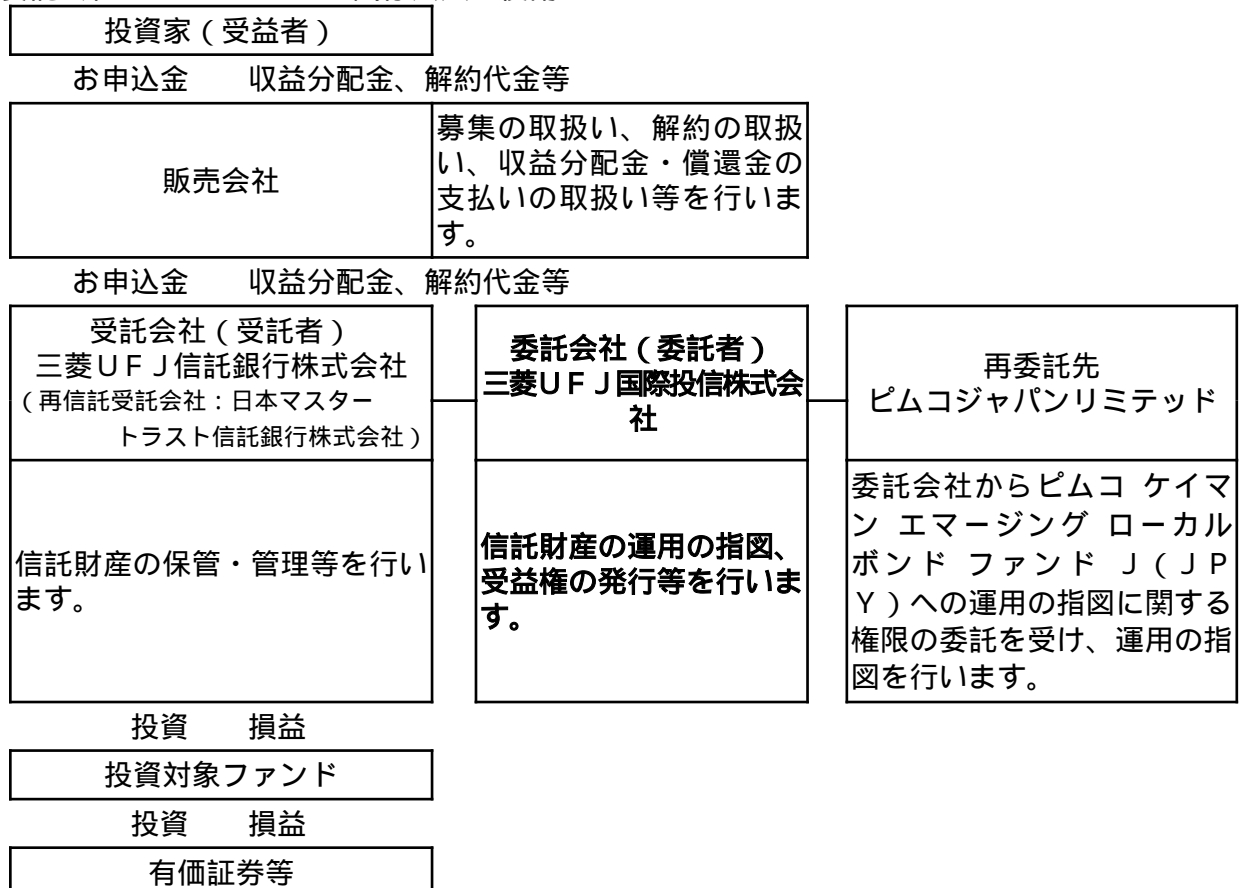 投資家（受益者）
お申込金　　収益分配金、解約代金等
販売会社
募集の取扱い、解約の取扱
い、収益分配金・償還金の
支払いの取扱い等を行いま
す。
お申込金　　収益分配金、解約代金等
受託会社（受託者）
三菱ＵＦＪ信託銀行株式会社
（再信託受託会社：日本マスター
トラスト信託銀行株式会社）
委託会社（委託者）
三菱ＵＦＪ国際投信株式会
社
再委託先
ピムコジャパンリミテッド
信託財産の保管・管理等を行い
ます。
信託財産の運用の指図、
受益権の発行等を行いま
す。
委託会社からピムコ ケイマ
ン エマージング ローカル
ボンド ファンド Ｊ（ＪＰ
Ｙ）への運用の指図に関する
権限の委託を受け、運用の指
図を行います。
投資　　損益
投資対象ファンド
投資　　損益
有価証券等